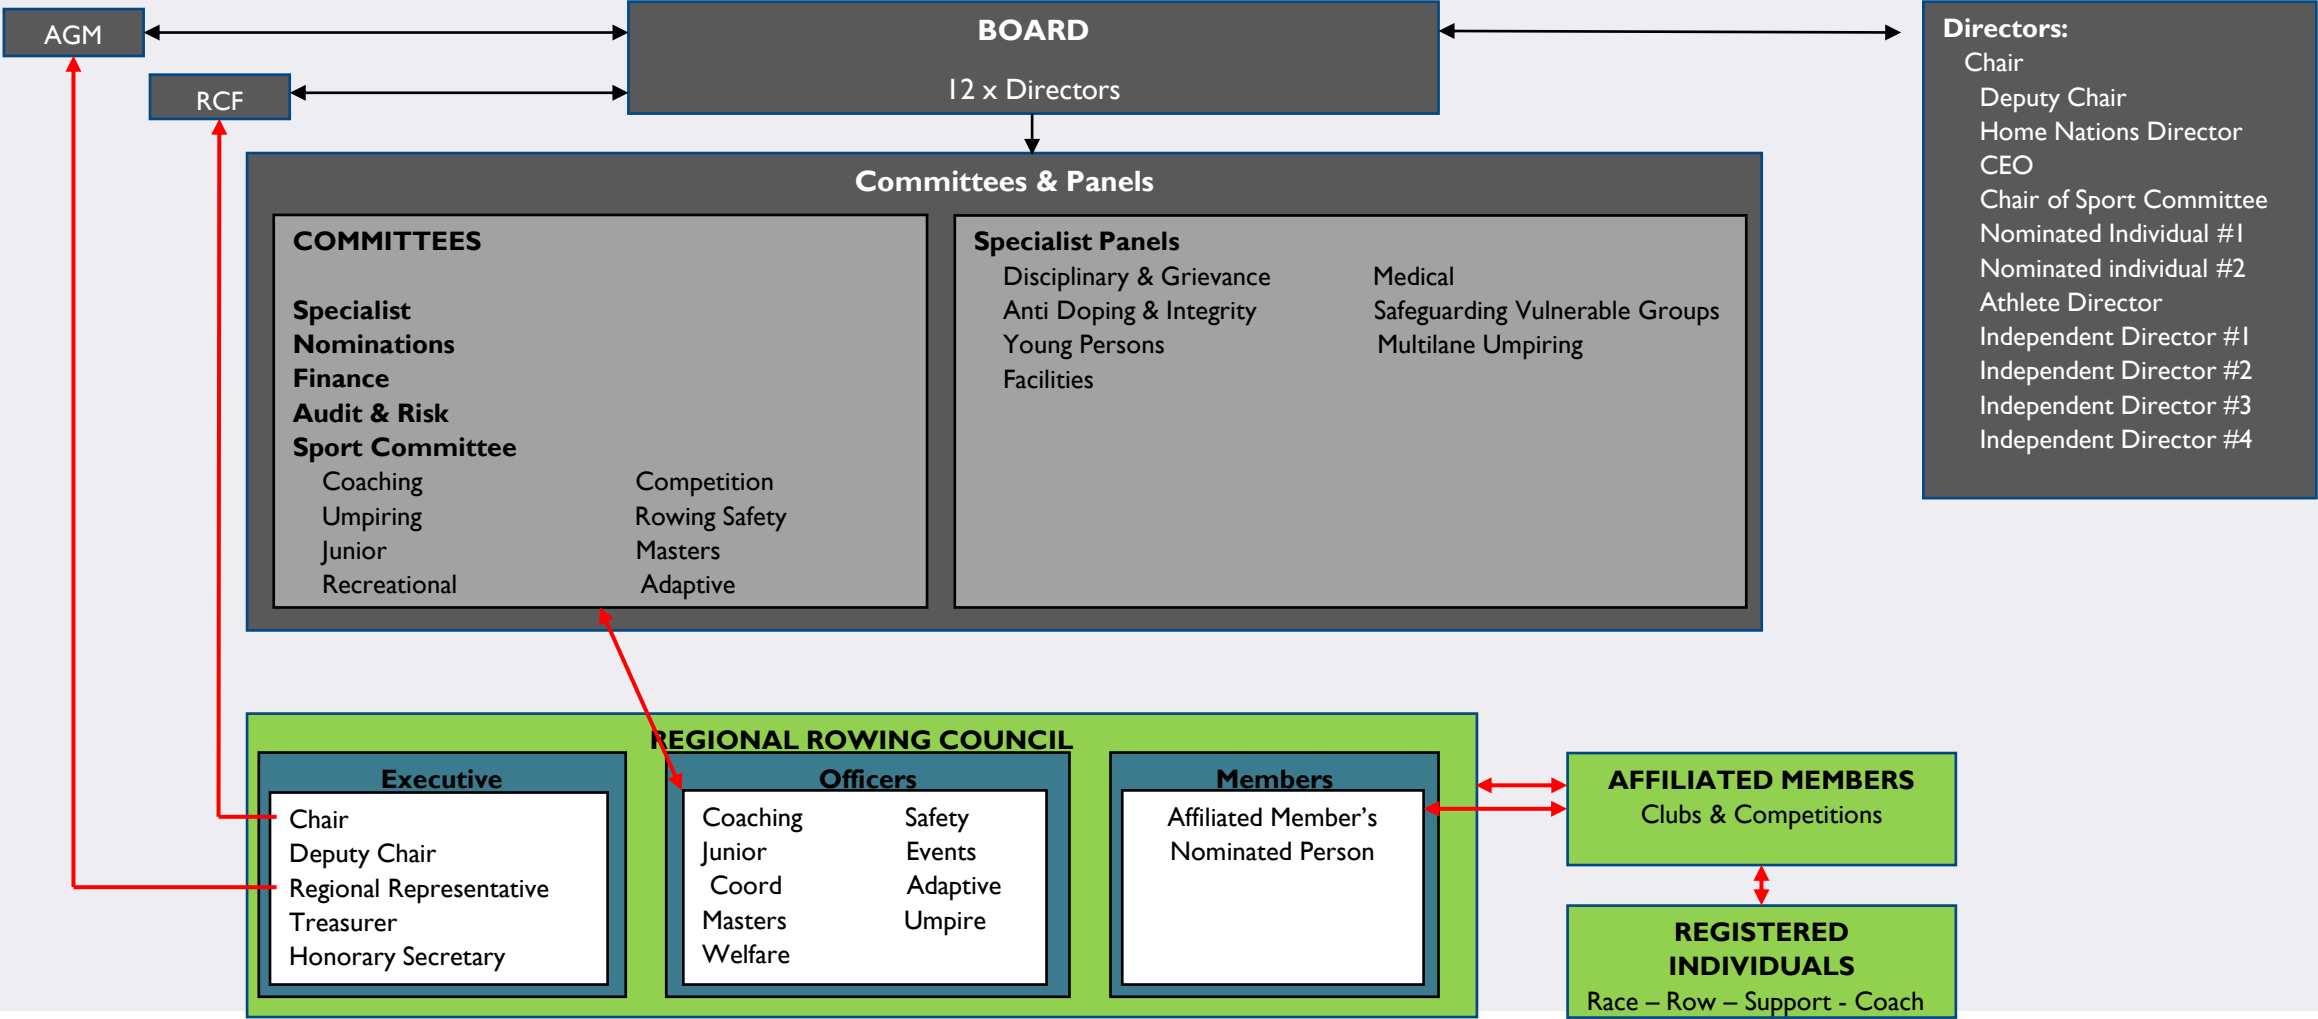 AGM
RCF
BOARD
12 x Directors
Directors:
Chair
Deputy Chair
Home Nations Director
CEO
Chair of Sport Committee
Nominated Individual #1
Nominated individual #2
Athlete Director
Independent Director #1
Independent Director #2
Independent Director #3
Independent Director #4
Committees & Panels
COMMITTEES
Specialist
Nominations
Finance
Audit & Risk
Sport Committee
Coaching Competition
Umpiring Rowing Safety
Junior Masters
Recreational Adaptive
Specialist Panels
Disciplinary & Grievance Medical
Anti Doping & Integrity Safeguarding Vulnerable Groups
Young Persons Multilane Umpiring
Facilities
REGIONAL ROWING COUNCIL
Executive
Chair
Deputy Chair
Regional Representative
Treasurer
Honorary Secretary
Officers
Coaching Safety
Junior Events
Coord Adaptive
Masters Umpire
Welfare
Members
Affiliated Member’s
Nominated Person
AFFILIATED MEMBERS
Clubs & Competitions
REGISTERED
INDIVIDUALS
Race – Row – Support - Coach